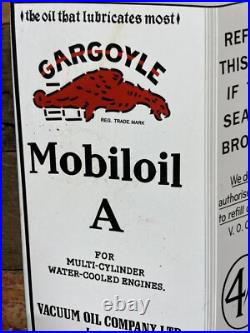 the oil that lubricates most
GARGOYLE
REG. TRADE MARK
Mobiloil
A
FOR
MULTI-CYLINDER
WATER-COOLED ENGINES.
VACUUM OIL COMPANY LTD
REF
THIS
IF T
SEA
BRO
We d
authoris
to refill
V. O. C
4/